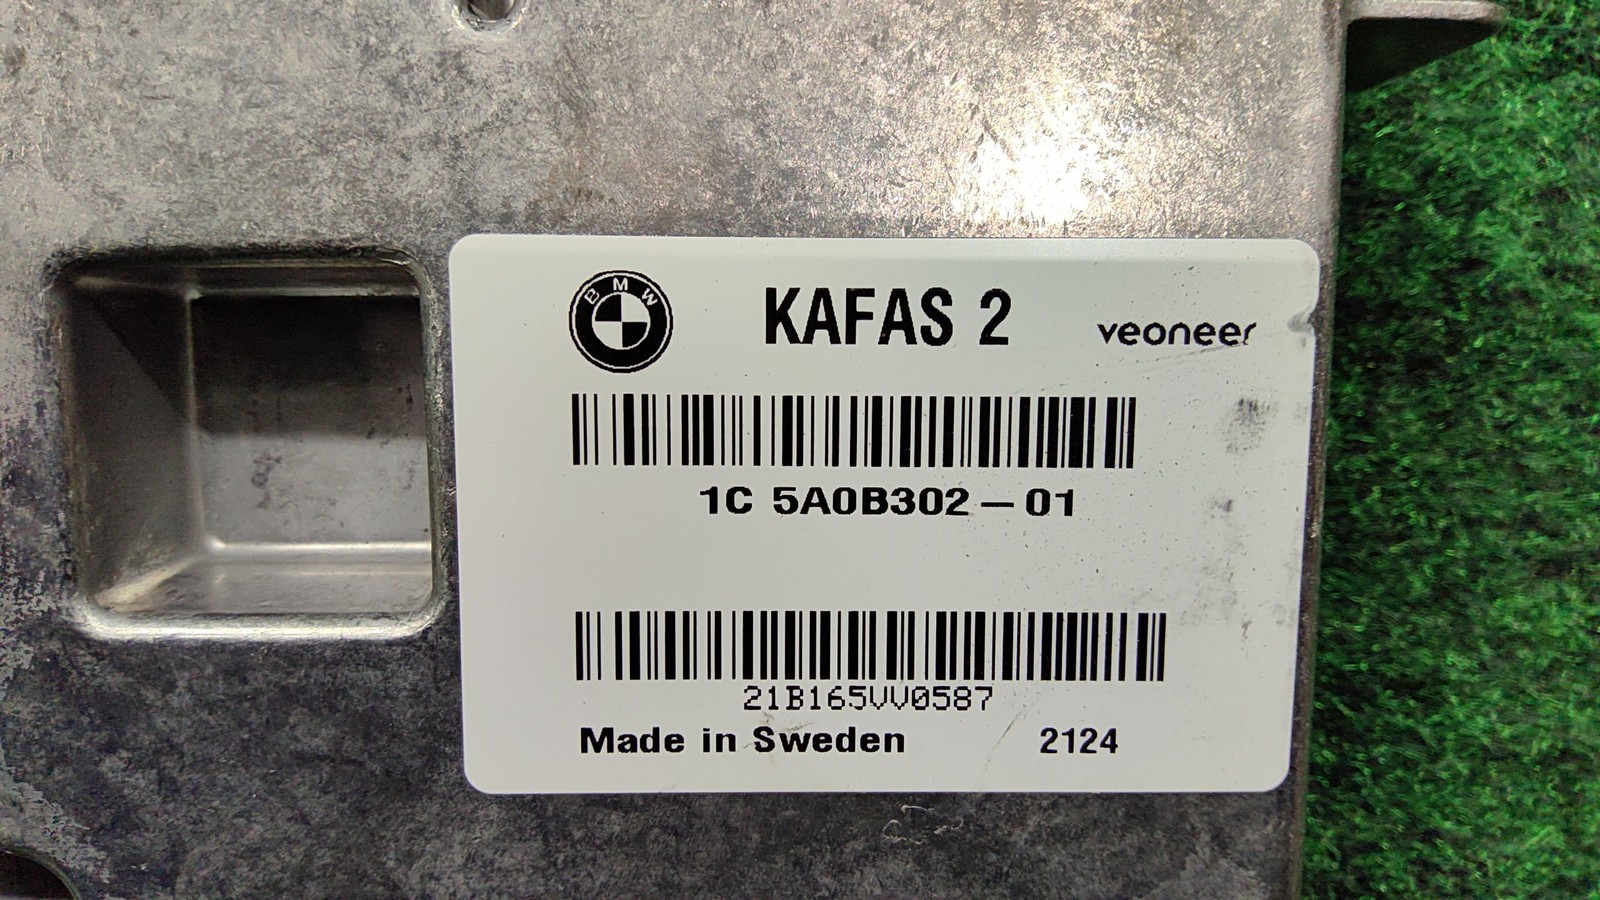 BMW
KAFAS 2
veoneer
1C 5A0B302-01
21B165VV0587
Made in Sweden 2124